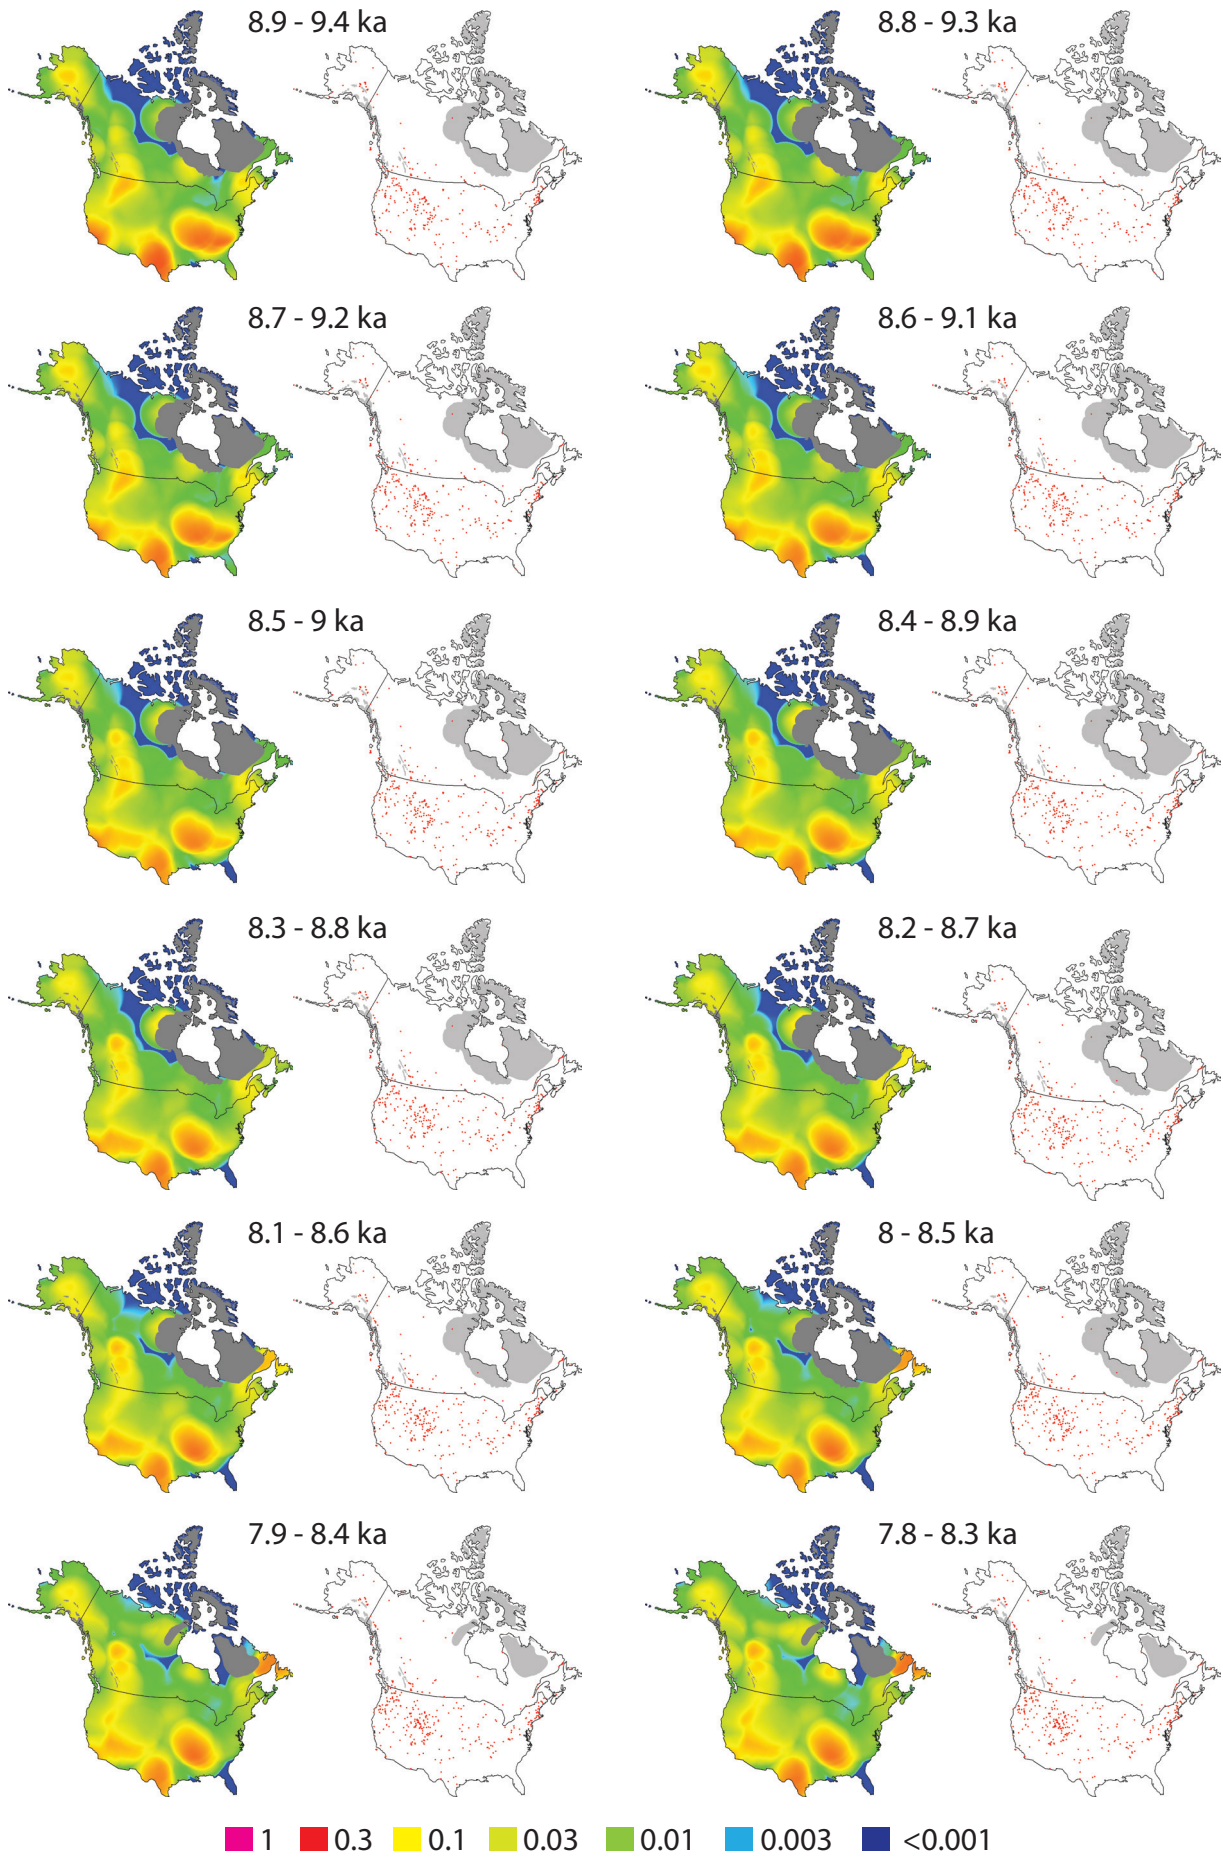 8.9 - 9.4 ka
8.8 - 9.3 ka
8.7 - 9.2 ka
8.6 - 9.1 ka
8.5 - 9 ka
8.4 - 8.9 ka
8.3 - 8.8 ka
8.2 - 8.7 ka
8.1 - 8.6 ka
8 - 8.5 ka
7.9 - 8.4 ka
7.8 - 8.3 ka
1 0.3 0.1 0.03 0.01 0.003 <0.001